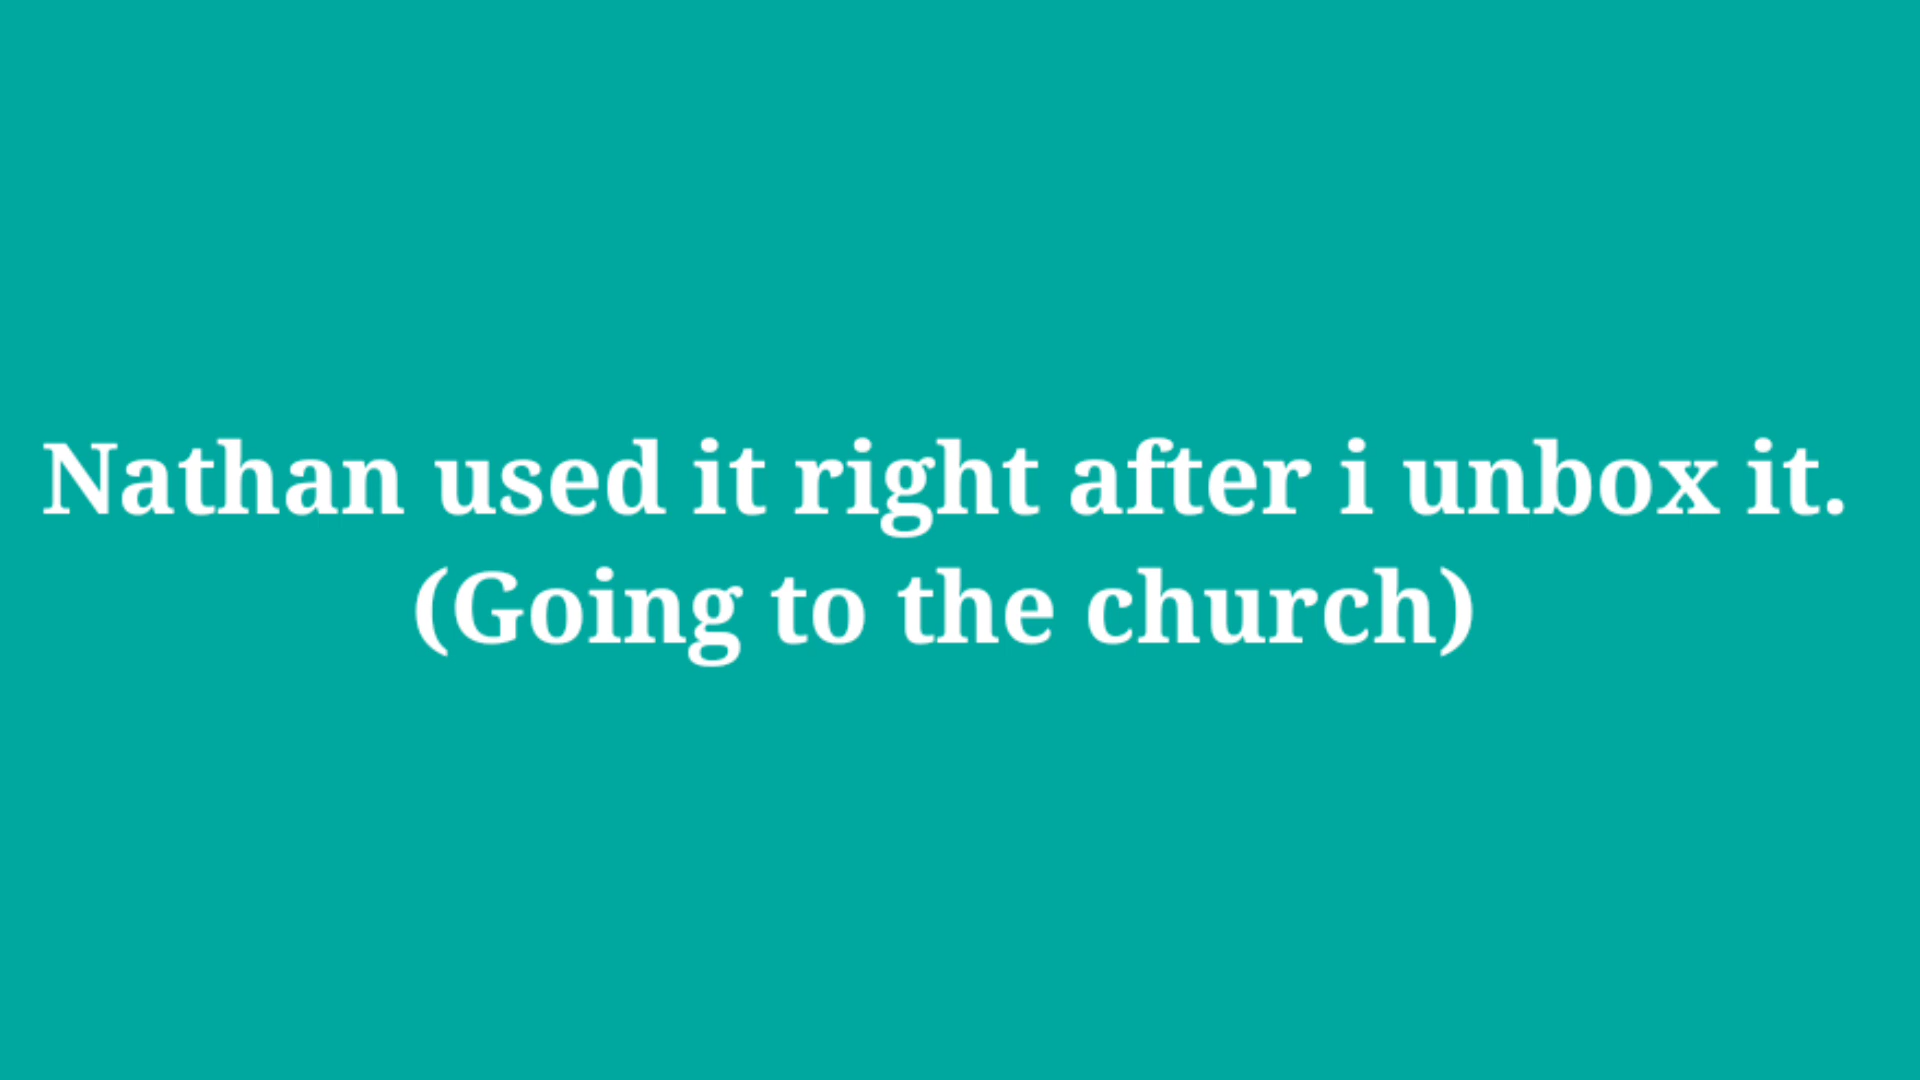 Nathan used it right after i unbox it.
(Going to the church)